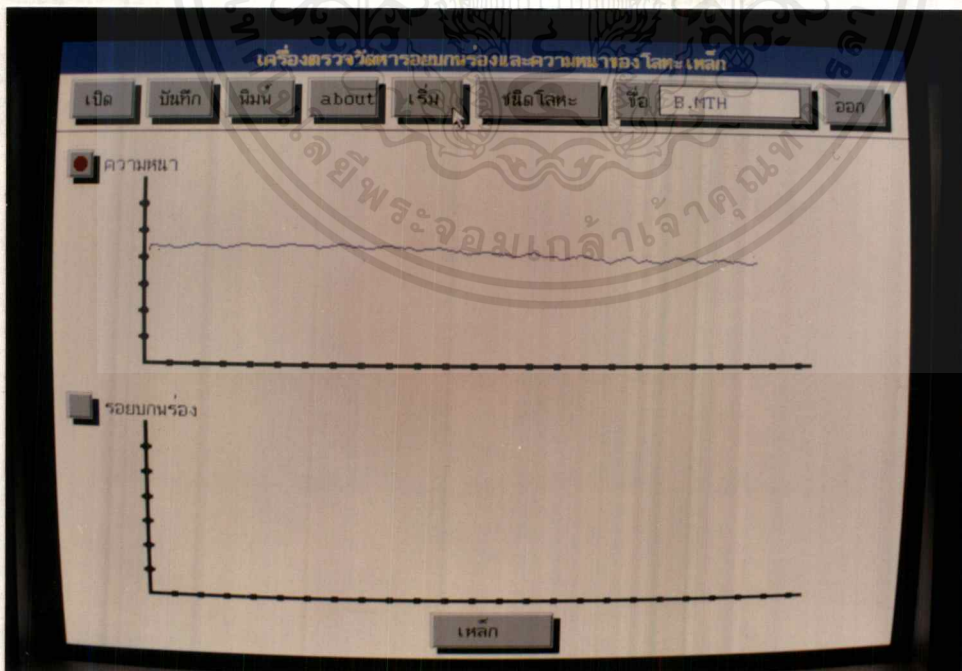 เครื่องตรวจวัดหารอยบกพร่องและความหนาของโลหะเหล็ก
เปิด บันทึก พิมพ์ about เริ่ม ชนิดโลหะ ชื่อ B.MTH ออก
ความหนา
รอยบกพร่อง
เหล็ก